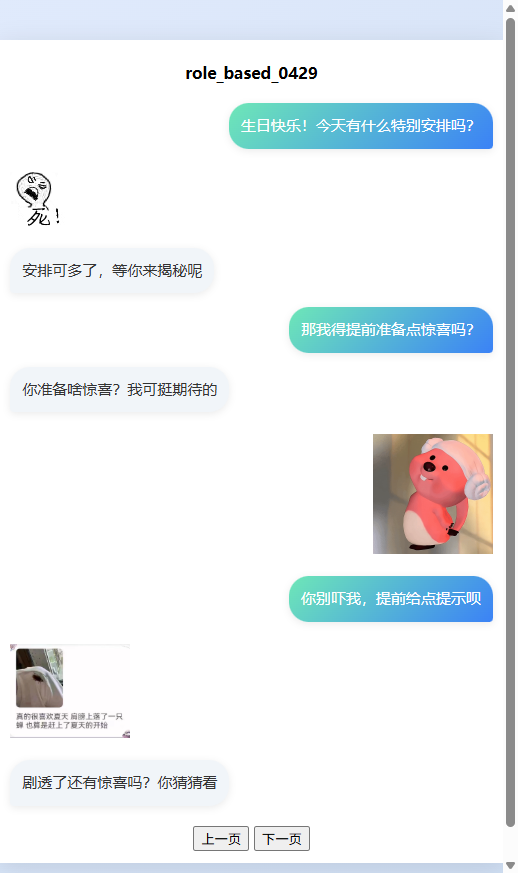 role_based_0429
生日快乐！今天有什么特别安排吗？
死！
安排可多了，等你来揭秘呢
那我得提前准备点惊喜吗？
你准备啥惊喜？我可挺期待的
你别吓我，提前给点提示呗
真的很喜欢夏天 肩膀上落了一只
蝉 也算是赶上了夏天的开始
剧透了还有惊喜吗？你猜猜看
上一页 下一页